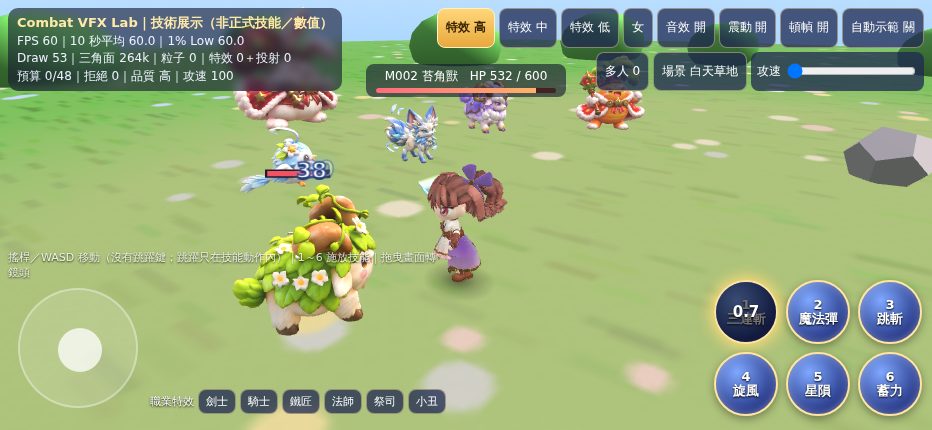 Combat VFX Lab｜技術展示（非正式技能／數值）
FPS 60｜10 秒平均 60.0｜1% Low 60.0
Draw 53｜三角面 264k｜粒子 0｜特效 0＋投射 0
預算 0/48｜拒絕 0｜品質 高｜攻速 100
特效 高
特效 中
特效 低
女
音效 開
震動 開
頓幀 開
自動示範 關
多人 0
場景 白天草地
攻速
M002 苔角獸 HP 532 / 600
38
搖桿／WASD 移動（沒有跳躍鍵；跳躍只在技能動作內）｜1～6 施放技能｜拖曳畫面轉
鏡頭
1
三連斬
0.7
2
魔法彈
3
跳斬
4
旋風
5
星隕
6
蓄力
職業特效
劍士
騎士
鐵匠
法師
祭司
小丑